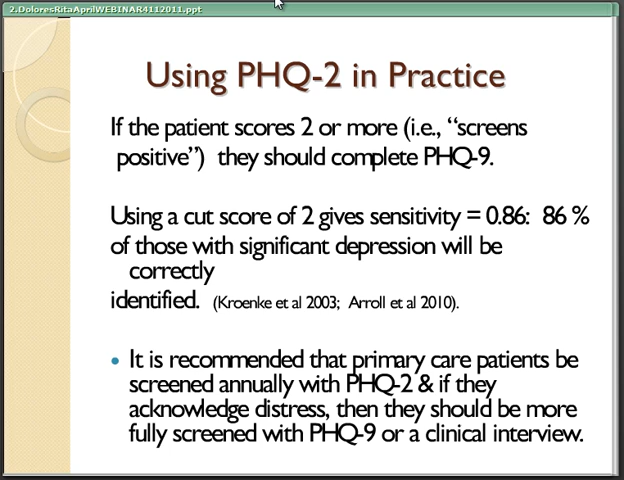 2.DoloresRitaAprilWEBINAR4112011.ppt
Using PHQ-2 in Practice
If the patient scores 2 or more (i.e., “screens
positive”) they should complete PHQ-9.
Using a cut score of 2 gives sensitivity = 0.86: 86 %
of those with significant depression will be
correctly
identified. (Kroenke et al 2003; Arroll et al 2010).
• It is recommended that primary care patients be
screened annually with PHQ-2 & if they
acknowledge distress, then they should be more
fully screened with PHQ-9 or a clinical interview.